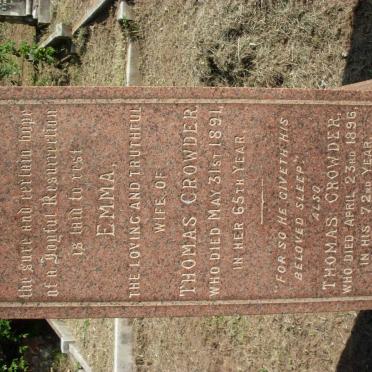 the sure and certain hope
of a Joyful Resurrection
is laid to rest
EMMA,
THE LOVING AND TRUTHFUL
WIFE OF
THOMAS CROWDER,
WHO DIED MAY 31ST 1891,
IN HER 65TH YEAR.
"FOR SO HE GIVETH HIS
BELOVED SLEEP."
ALSO
THOMAS CROWDER,
WHO DIED APRIL 23RD 1896,
IN HIS 72ND YEAR.